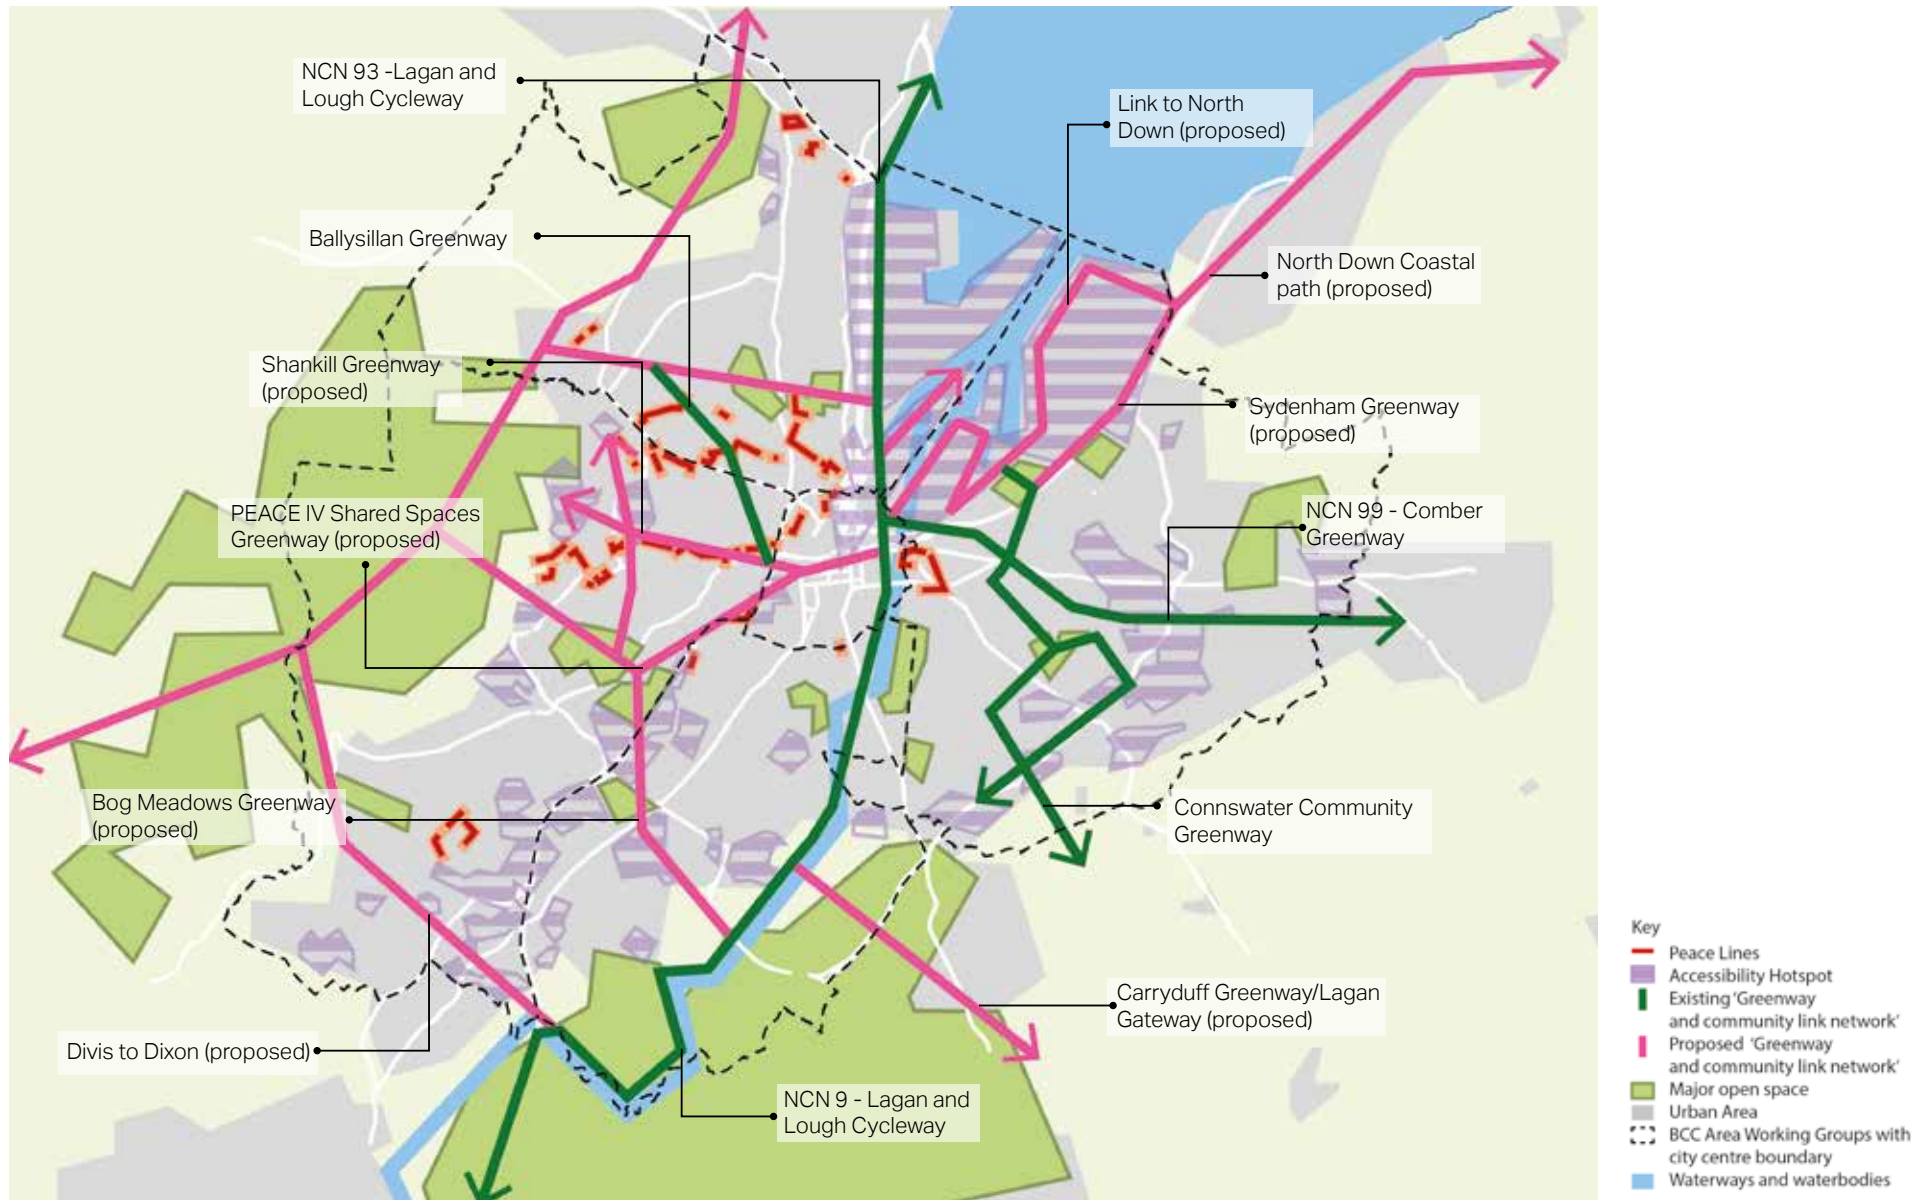 NCN 93 -Lagan and
Lough Cycleway
Link to North
Down (proposed)
Ballysillan Greenway
North Down Coastal
path (proposed)
Shankill Greenway
(proposed)
Sydenham Greenway
(proposed)
PEACE IV Shared Spaces
Greenway (proposed)
NCN 99 - Comber
Greenway
Bog Meadows Greenway
(proposed)
Connswater Community
Greenway
Carryduff Greenway/Lagan
Gateway (proposed)
Divis to Dixon (proposed)
NCN 9 - Lagan and
Lough Cycleway
Key
Peace Lines
Accessibility Hotspot
Existing 'Greenway
and community link network'
Proposed 'Greenway
and community link network'
Major open space
Urban Area
BCC Area Working Groups with
city centre boundary
Waterways and waterbodies